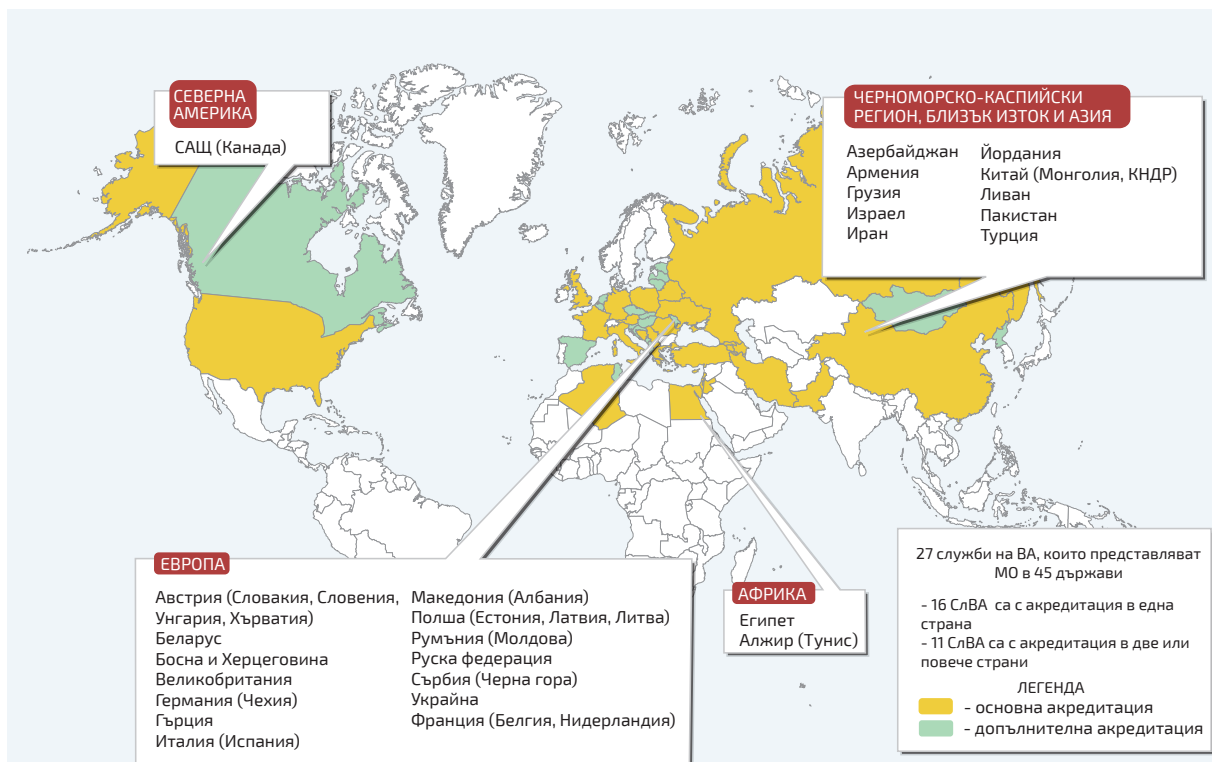 СЕВЕРНА
АМЕРИКА
САЩ (Канада)
ЧЕРНОМОРСКО-КАСПИЙСКИ
РЕГИОН, БЛИЗЪК ИЗТОК И АЗИЯ
Азербайджан
Армения
Грузия
Израел
Иран
Йордания
Китай (Монголия, КНДР)
Ливан
Пакистан
Турция
ЕВРОПА
Австрия (Словакия, Словения,
Унгария, Хърватия)
Беларус
Босна и Херцеговина
Великобритания
Германия (Чехия)
Гърция
Италия (Испания)
Македония (Албания)
Полша (Естония, Латвия, Литва)
Румъния (Молдова)
Руска федерация
Сърбия (Черна гора)
Украйна
Франция (Белгия, Нидерландия)
АФРИКА
Египет
Алжир (Тунис)
27 служби на ВА, които представляват
МО в 45 държави
- 16 СлВА са с акредитация в една
страна
- 11 СлВА са с акредитация в две или
повече страни
ЛЕГЕНДА
- основна акредитация
- допълнителна акредитация